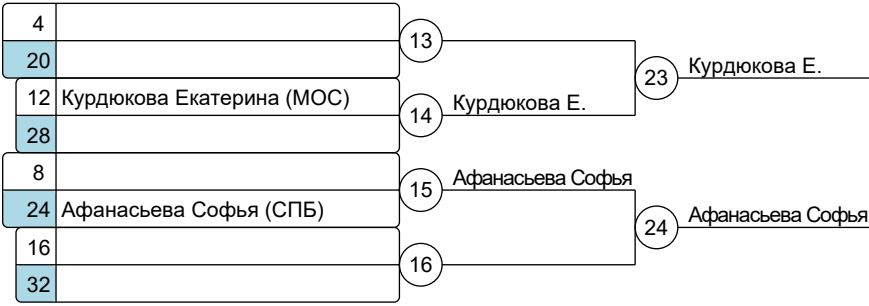 4
13
20
23 Курдюкова Е.
12 Курдюкова Екатерина (МОС)
14 Курдюкова Е.
28
8
15 Афанасьева Софья
24 Афанасьева Софья (СПБ)
24 Афанасьева Софья
16
16
32